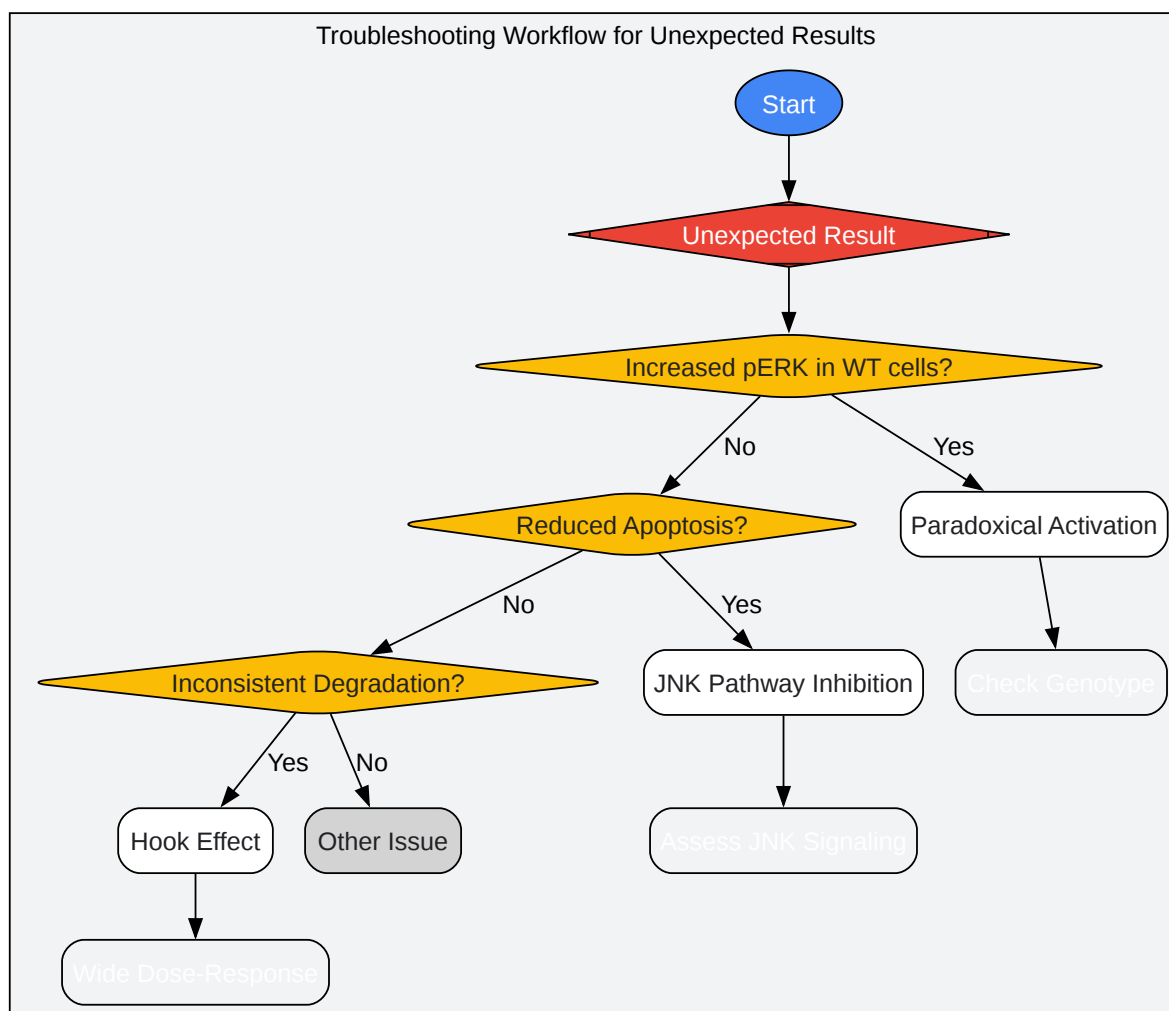 Troubleshooting Workflow for Unexpected Results
Start
Unexpected Result
Increased pERK in WT cells?
No
Yes
Reduced Apoptosis?
Paradoxical Activation
No
Yes
Inconsistent Degradation?
JNK Pathway Inhibition
Check Genotype
Yes
No
Hook Effect
Other Issue
Assess JNK Signaling
Wide Dose-Response